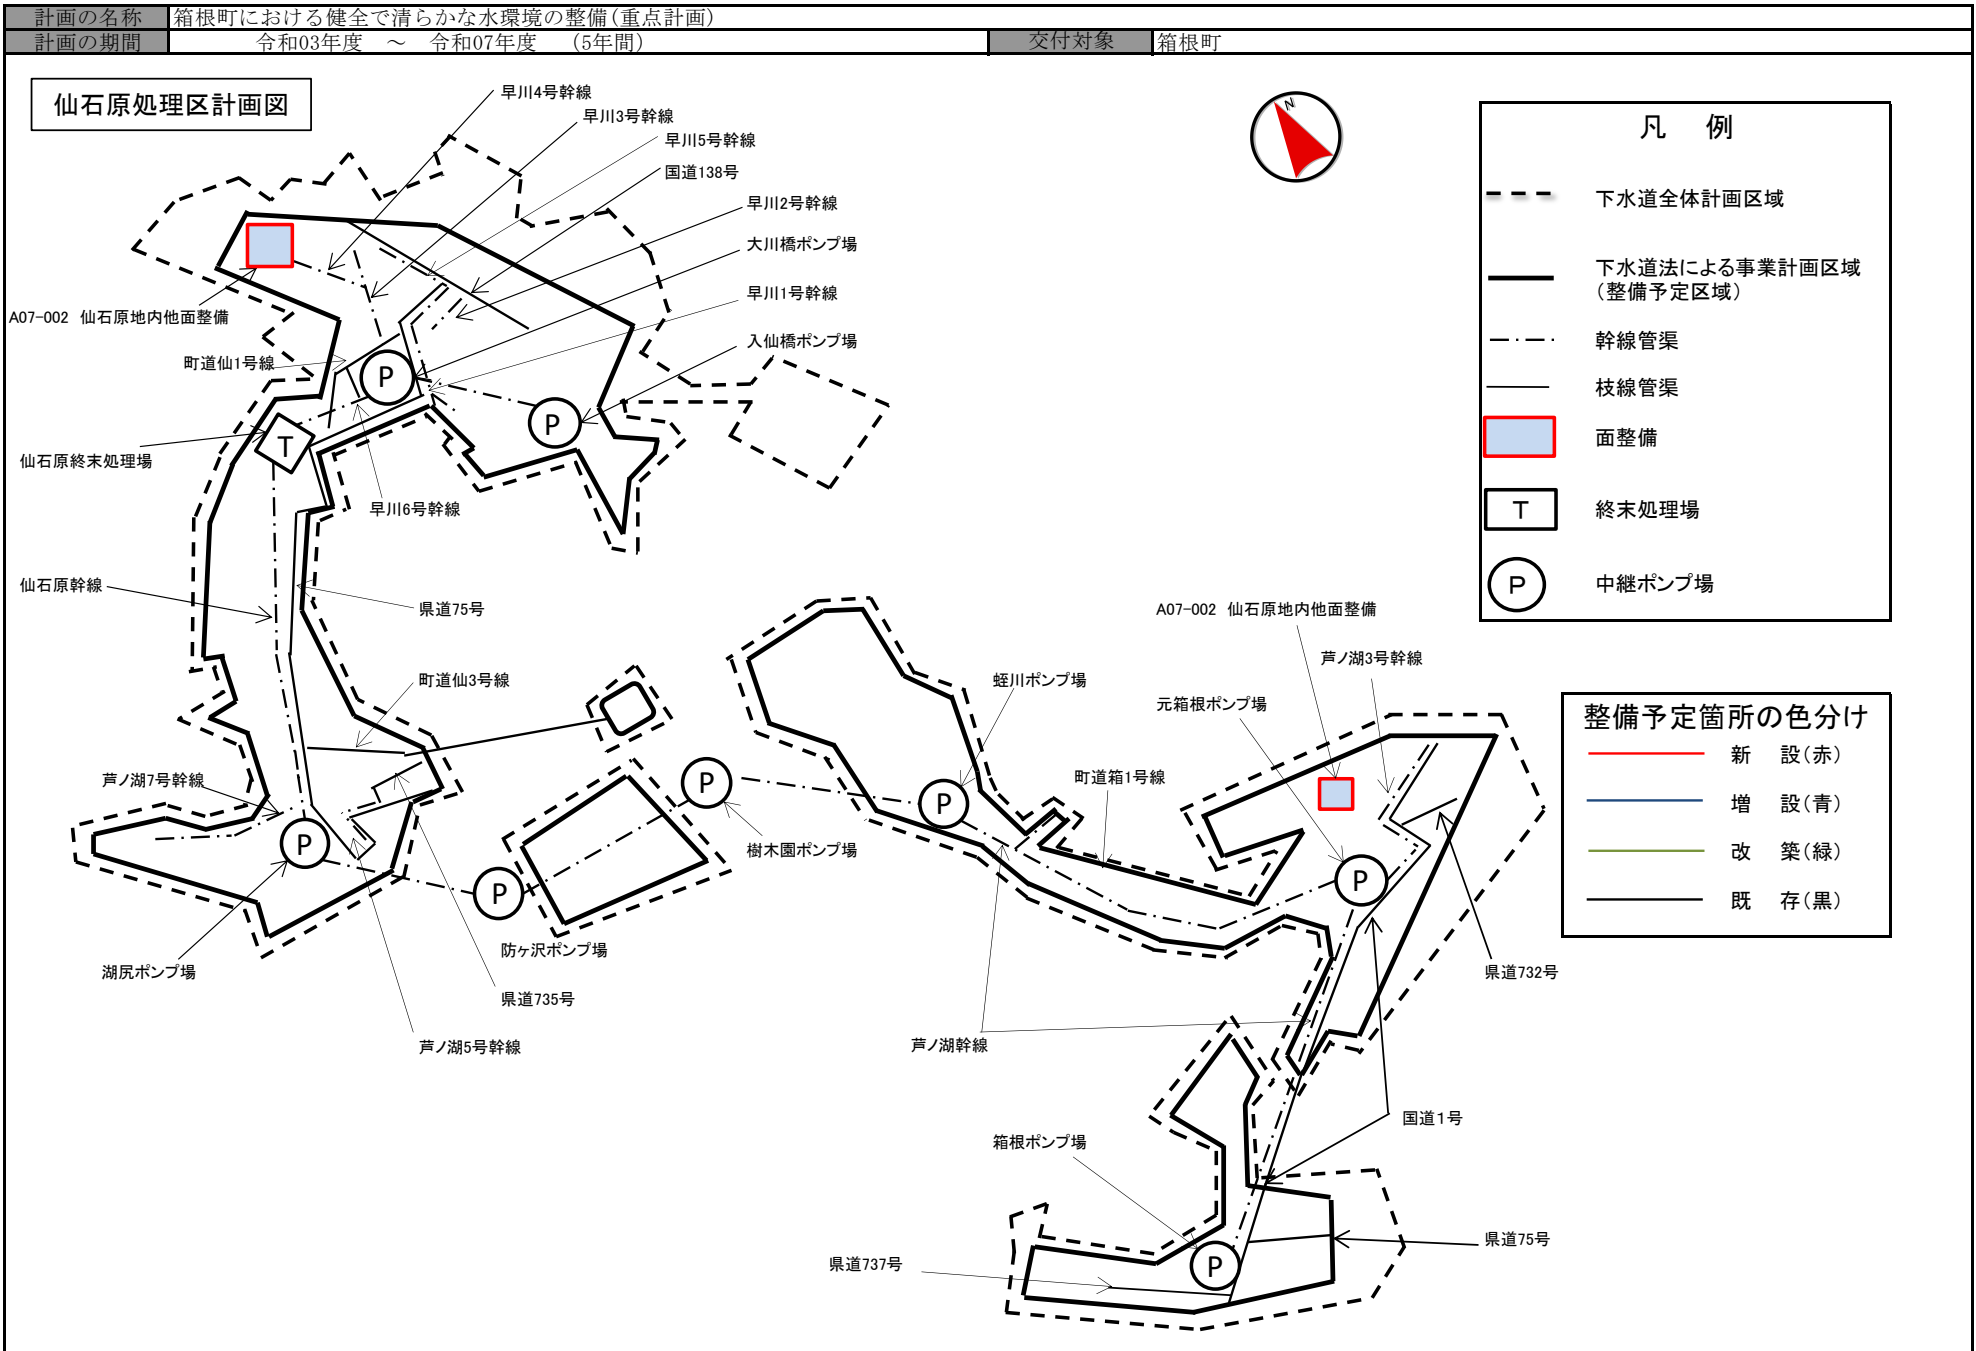 計画の名称 箱根町における健全で清らかな水環境の整備(重点計画)
計画の期間 令和03年度 ～ 令和07年度 (5年間) 交付対象 箱根町
仙石原処理区計画図
早川4号幹線
早川3号幹線
早川5号幹線
国道138号
早川2号幹線
大川橋ポンプ場
早川1号幹線
入仙橋ポンプ場
A07-002 仙石原地内他面整備
町道仙1号線
P
P
T
仙石原終末処理場
早川6号幹線
仙石原幹線
県道75号
町道仙3号線
芦ノ湖7号幹線
P
P
P
樹木園ポンプ場
防ヶ沢ポンプ場
湖尻ポンプ場
県道735号
芦ノ湖5号幹線
N
凡 例
下水道全体計画区域
下水道法による事業計画区域
(整備予定区域)
幹線管渠
枝線管渠
面整備
T 終末処理場
P 中継ポンプ場
A07-002 仙石原地内他面整備
芦ノ湖3号幹線
蛭川ポンプ場
元箱根ポンプ場
町道箱1号線
P
P
整備予定箇所の色分け
新 設(赤)
増 設(青)
改 築(緑)
既 存(黒)
県道732号
芦ノ湖幹線
国道1号
箱根ポンプ場
県道75号
県道737号
P